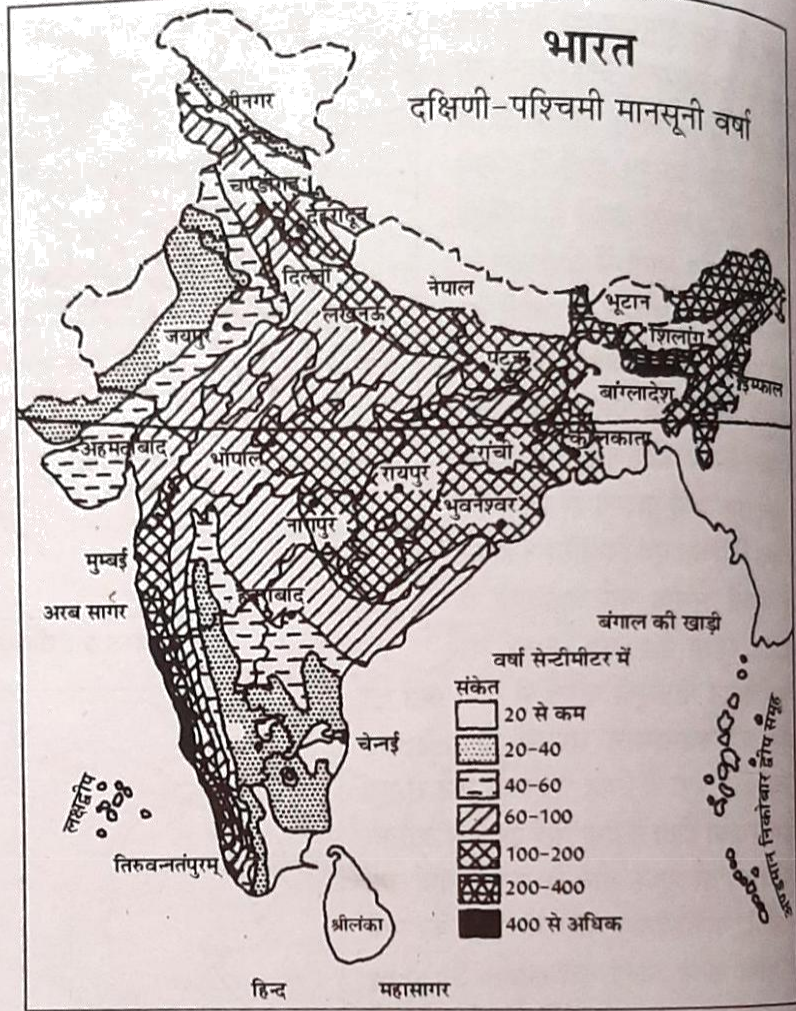 भारत
दक्षिणी-पश्चिमी मानसूनी वर्षा
श्रीनगर
चण्डीगढ़
देहरादून
दिल्ली
नेपाल
लखनऊ
भूटान
जयपुर
शिलांग
पटना
इम्फाल
बांग्लादेश
अहमदाबाद
भोपाल
रांची
कोलकाता
रायपुर
भुवनेश्वर
नागपुर
मुम्बई
हैदराबाद
अरब सागर
बंगाल की खाड़ी
वर्षा सेन्टीमीटर में
संकेत
20 से कम
20-40
40-60
60-100
100-200
200-400
400 से अधिक
चेन्नई
लक्षद्वीप
अण्डमान निकोबार द्वीप समूह
तिरुवन्नतंपुरम्
श्रीलंका
हिन्द महासागर